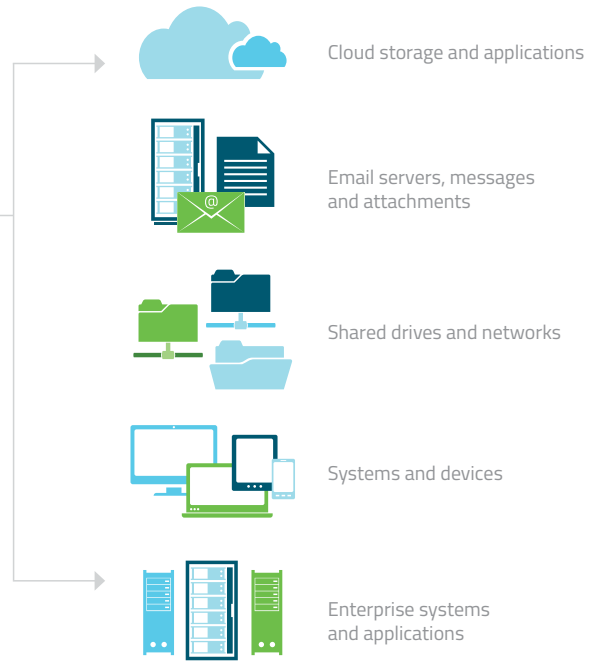 Cloud storage and applications
@
Email servers, messages
and attachments
Shared drives and networks
Systems and devices
Enterprise systems
and applications